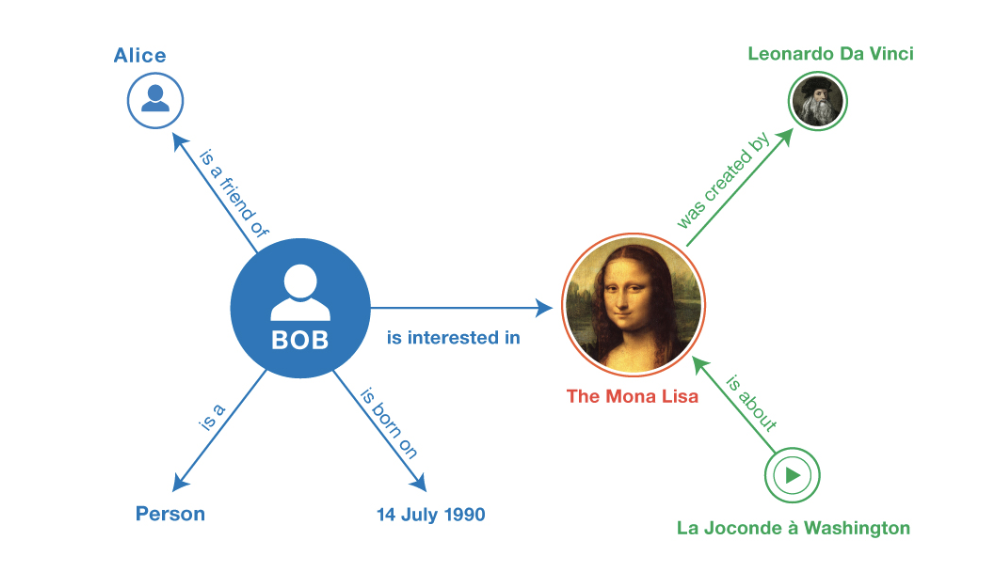 Alice
Leonardo Da Vinci
is a friend of
was created by
BOB
is interested in
The Mona Lisa
is a
is born on
is about
Person
14 July 1990
La Joconde à Washington